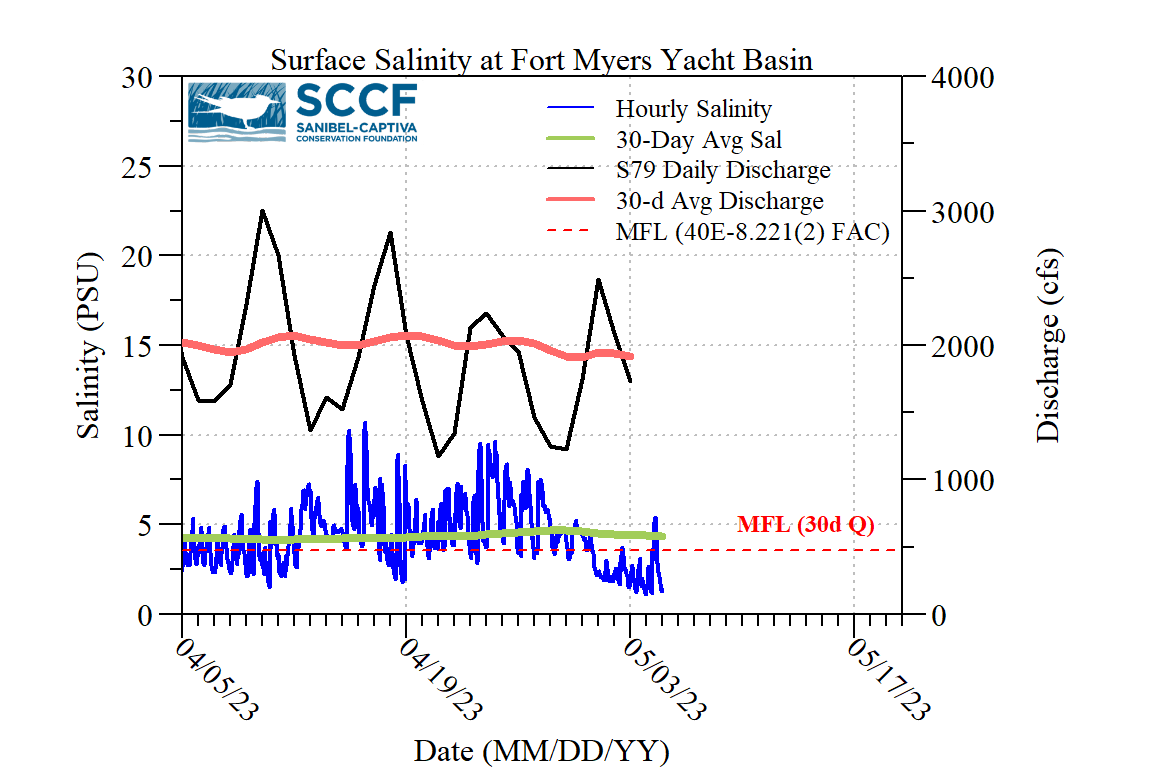 Surface Salinity at Fort Myers Yacht Basin
SCCF
SANIBEL-CAPTIVA
CONSERVATION FOUNDATION
Hourly Salinity
30-Day Avg Sal
S79 Daily Discharge
30-d Avg Discharge
MFL (40E-8.221(2) FAC)
MFL (30d Q)
Salinity (PSU)
30
25
20
15
10
5
0
Discharge (cfs)
4000
3000
2000
1000
0
04/05/23
04/19/23
05/03/23
05/17/23
Date (MM/DD/YY)